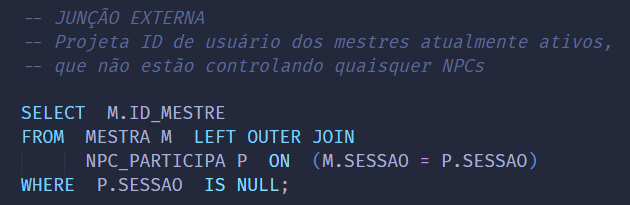 -- JUNÇÃO EXTERNA
-- Projeta ID de usuário dos mestres atualmente ativos,
-- que não estão controlando quaisquer NPCs
SELECT M.ID_MESTRE
FROM MESTRA M LEFT OUTER JOIN
NPC_PARTICIPA P ON (M.SESSAO = P.SESSAO)
WHERE P.SESSAO IS NULL;